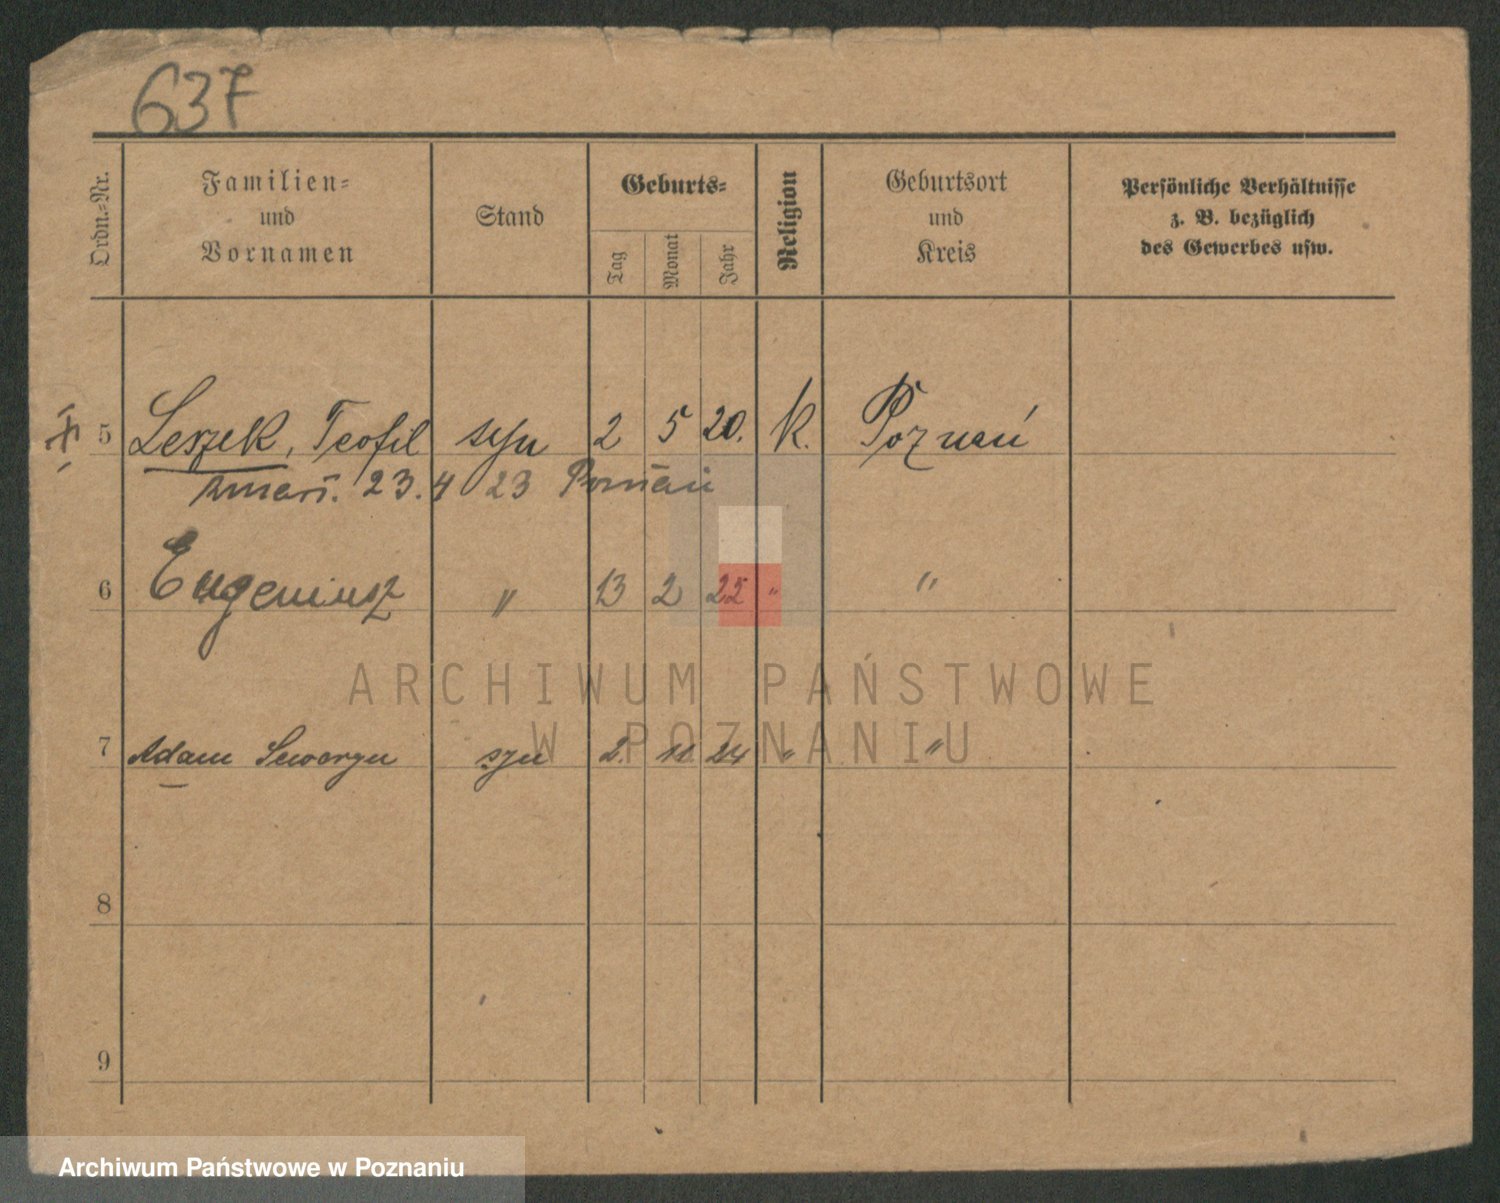 637
Ordn.-Nr.
Familien-
und
Vornamen
Stand
Geburts-
Tag
Monat
Jahr
Religion
Geburtsort
und
Kreis
Persönliche Verhältnisse
z. B. bezüglich
des Gewerbes usw.
5 Leszek, Teofil syn 2 5 20. K. Poznań
zmarł. 23. 4 23 Poznań
6 Eugeniusz " 13 2 22 " "
7 Adam Seweryn syn 2. 11 24 " "
8
9
ARCHIWUM PAŃSTWOWE
W POZNANIU
Archiwum Państwowe w Poznaniu